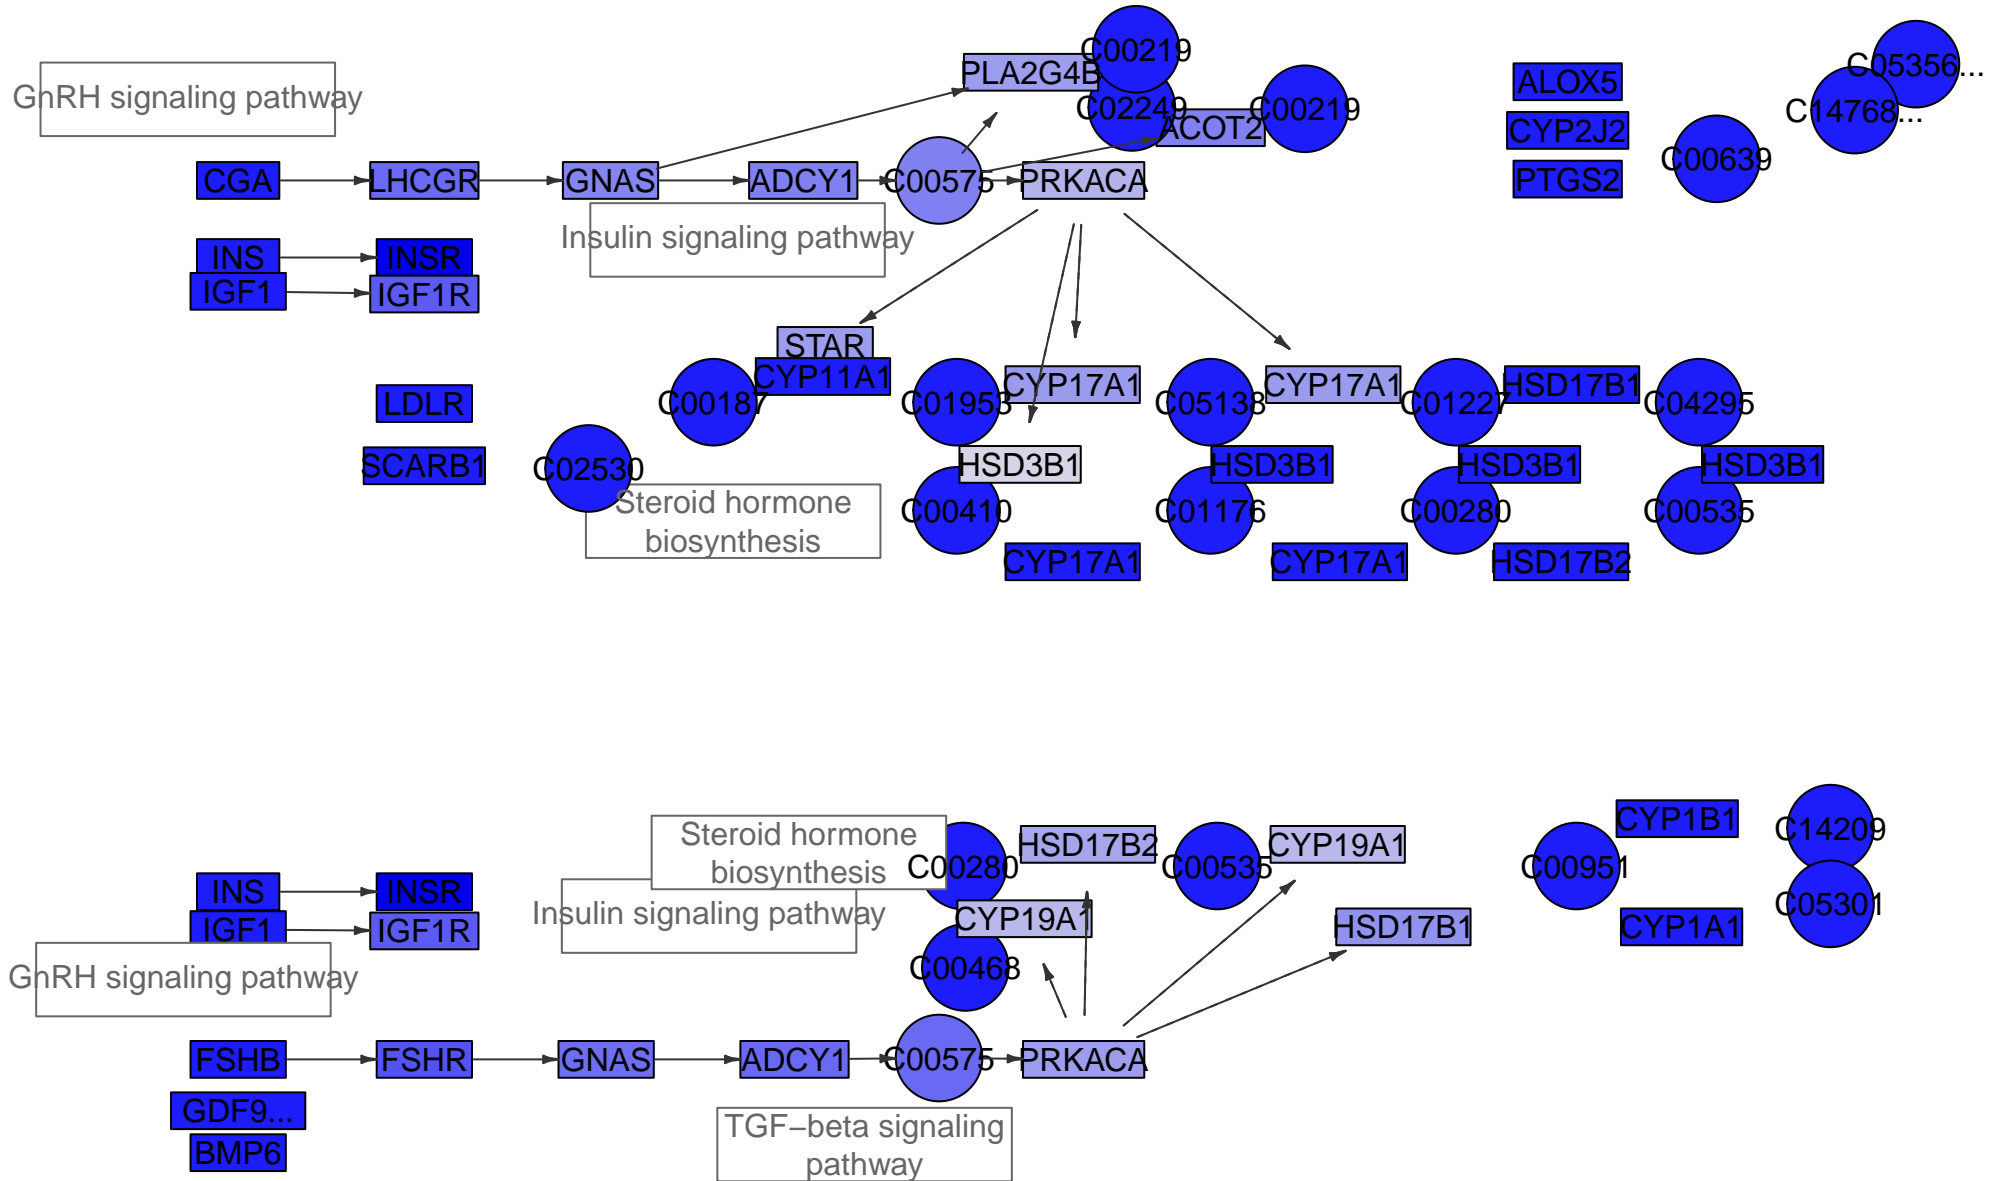 C00219
C05356...
PLA2G4B
ALOX5
GnRH signaling pathway
C02249
C00219
C14768...
ACOT2
CYP2J2
C00639
CGA
LHCGR
GNAS
ADCY1
C00575
PRKACA
PTGS2
Insulin signaling pathway
INS
INSR
IGF1
IGF1R
STAR
CYP11A1
CYP17A1
CYP17A1
HSD17B1
LDLR
C00187
C01953
C05138
C01227
C04295
SCARB1
C02530
HSD3B1
HSD3B1
HSD3B1
HSD3B1
Steroid hormone
biosynthesis
C00410
C01176
C00280
C00535
CYP17A1
CYP17A1
HSD17B2
Steroid hormone
biosynthesis
C00280
HSD17B2
C00535
CYP19A1
C00951
CYP1B1
C14209
INS
INSR
Insulin signaling pathway
CYP19A1
HSD17B1
CYP1A1
C05301
IGF1
IGF1R
GnRH signaling pathway
C00468
FSHB
FSHR
GNAS
ADCY1
C00575
PRKACA
GDF9...
BMP6
TGF−beta signaling
pathway